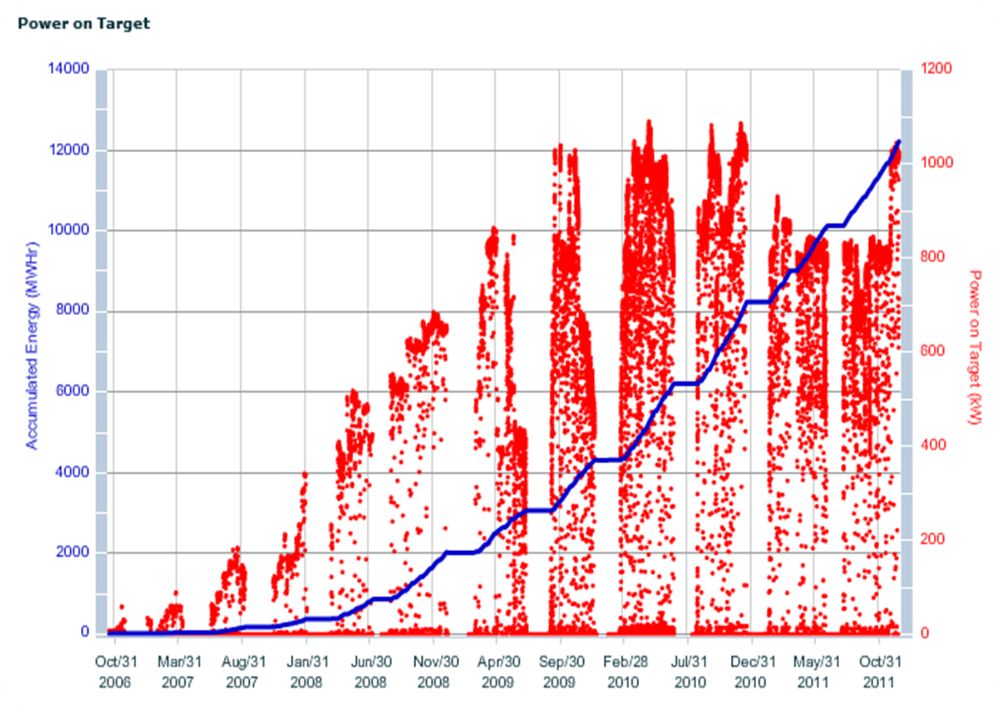 Power on Target
14000
12000
10000
8000
6000
4000
2000
0
Accumulated Energy (MWHr)
1200
1000
800
600
400
200
0
Power on Target (kW)
Oct/31 2006
Mar/31 2007
Aug/31 2007
Jan/31 2008
Jun/30 2008
Nov/30 2008
Apr/30 2009
Sep/30 2009
Feb/28 2010
Jul/31 2010
Dec/31 2010
May/31 2011
Oct/31 2011